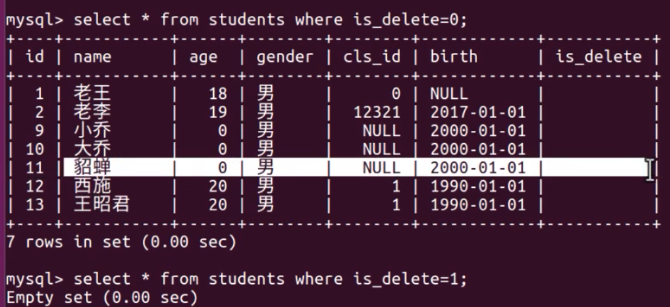 mysql> select * from students where is_delete=0;
+----+-----------+------+--------+--------+------------+-----------+
| id | name | age | gender | cls_id | birth | is_delete |
+----+-----------+------+--------+--------+------------+-----------+
| 1 | 老王 | 18 | 男 | 0 | NULL | |
| 2 | 老李 | 19 | 男 | 12321 | 2017-01-01 | |
| 9 | 小乔 | 0 | 男 | NULL | 2000-01-01 | |
| 10 | 大乔 | 0 | 男 | NULL | 2000-01-01 | |
| 11 | 貂蝉 | 0 | 男 | NULL | 2000-01-01 | |
| 12 | 西施 | 20 | 男 | 1 | 1990-01-01 | |
| 13 | 王昭君 | 20 | 男 | 1 | 1990-01-01 | |
+----+-----------+------+--------+--------+------------+-----------+
7 rows in set (0.00 sec)
mysql> select * from students where is_delete=1;
Empty set (0.00 sec)